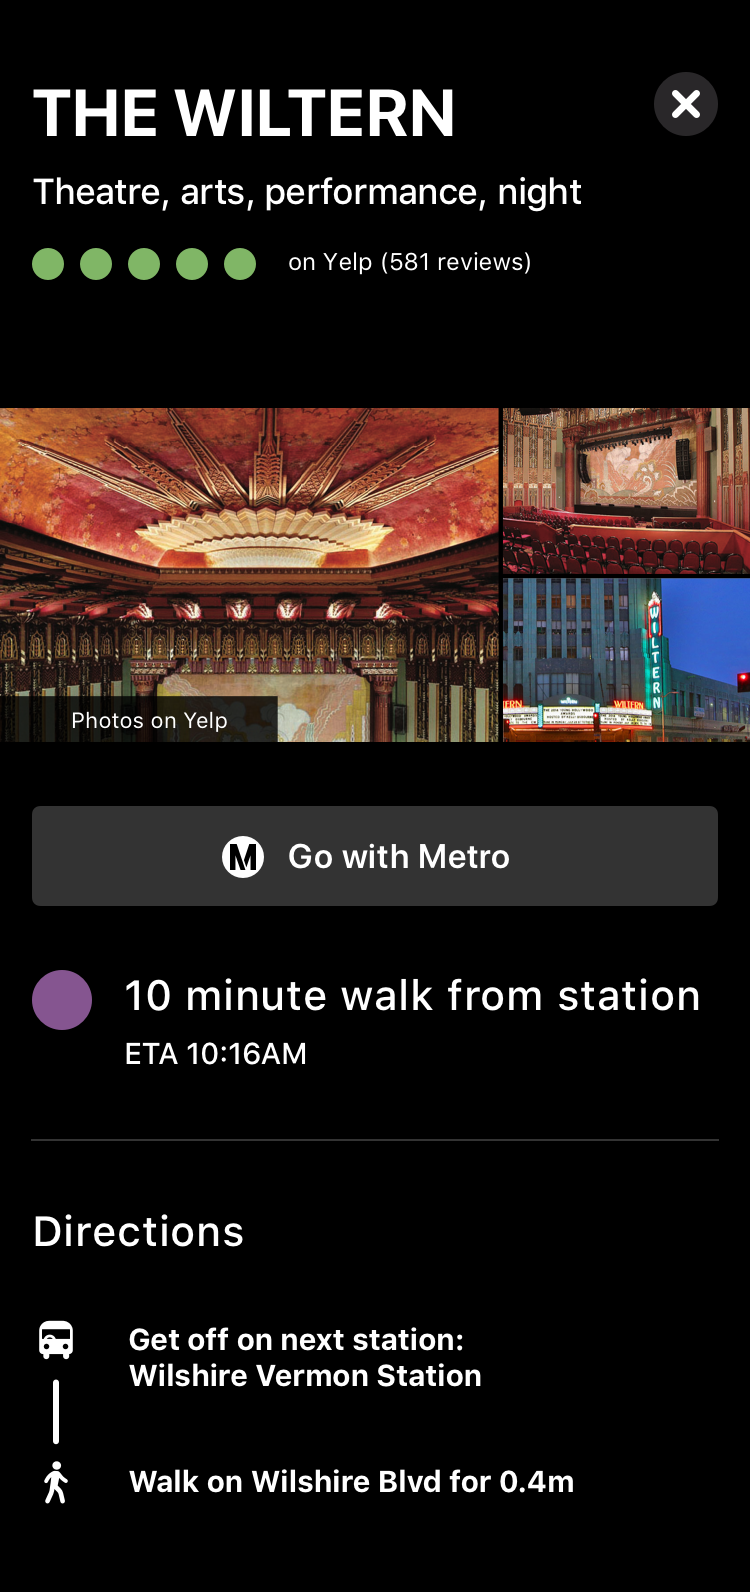 THE WILTERN
Theatre, arts, performance, night
on Yelp (581 reviews)
WILTERN
WILTERN
Photos on Yelp
M Go with Metro
10 minute walk from station
ETA 10:16AM
Directions
Get off on next station:
Wilshire Vermon Station
Walk on Wilshire Blvd for 0.4m